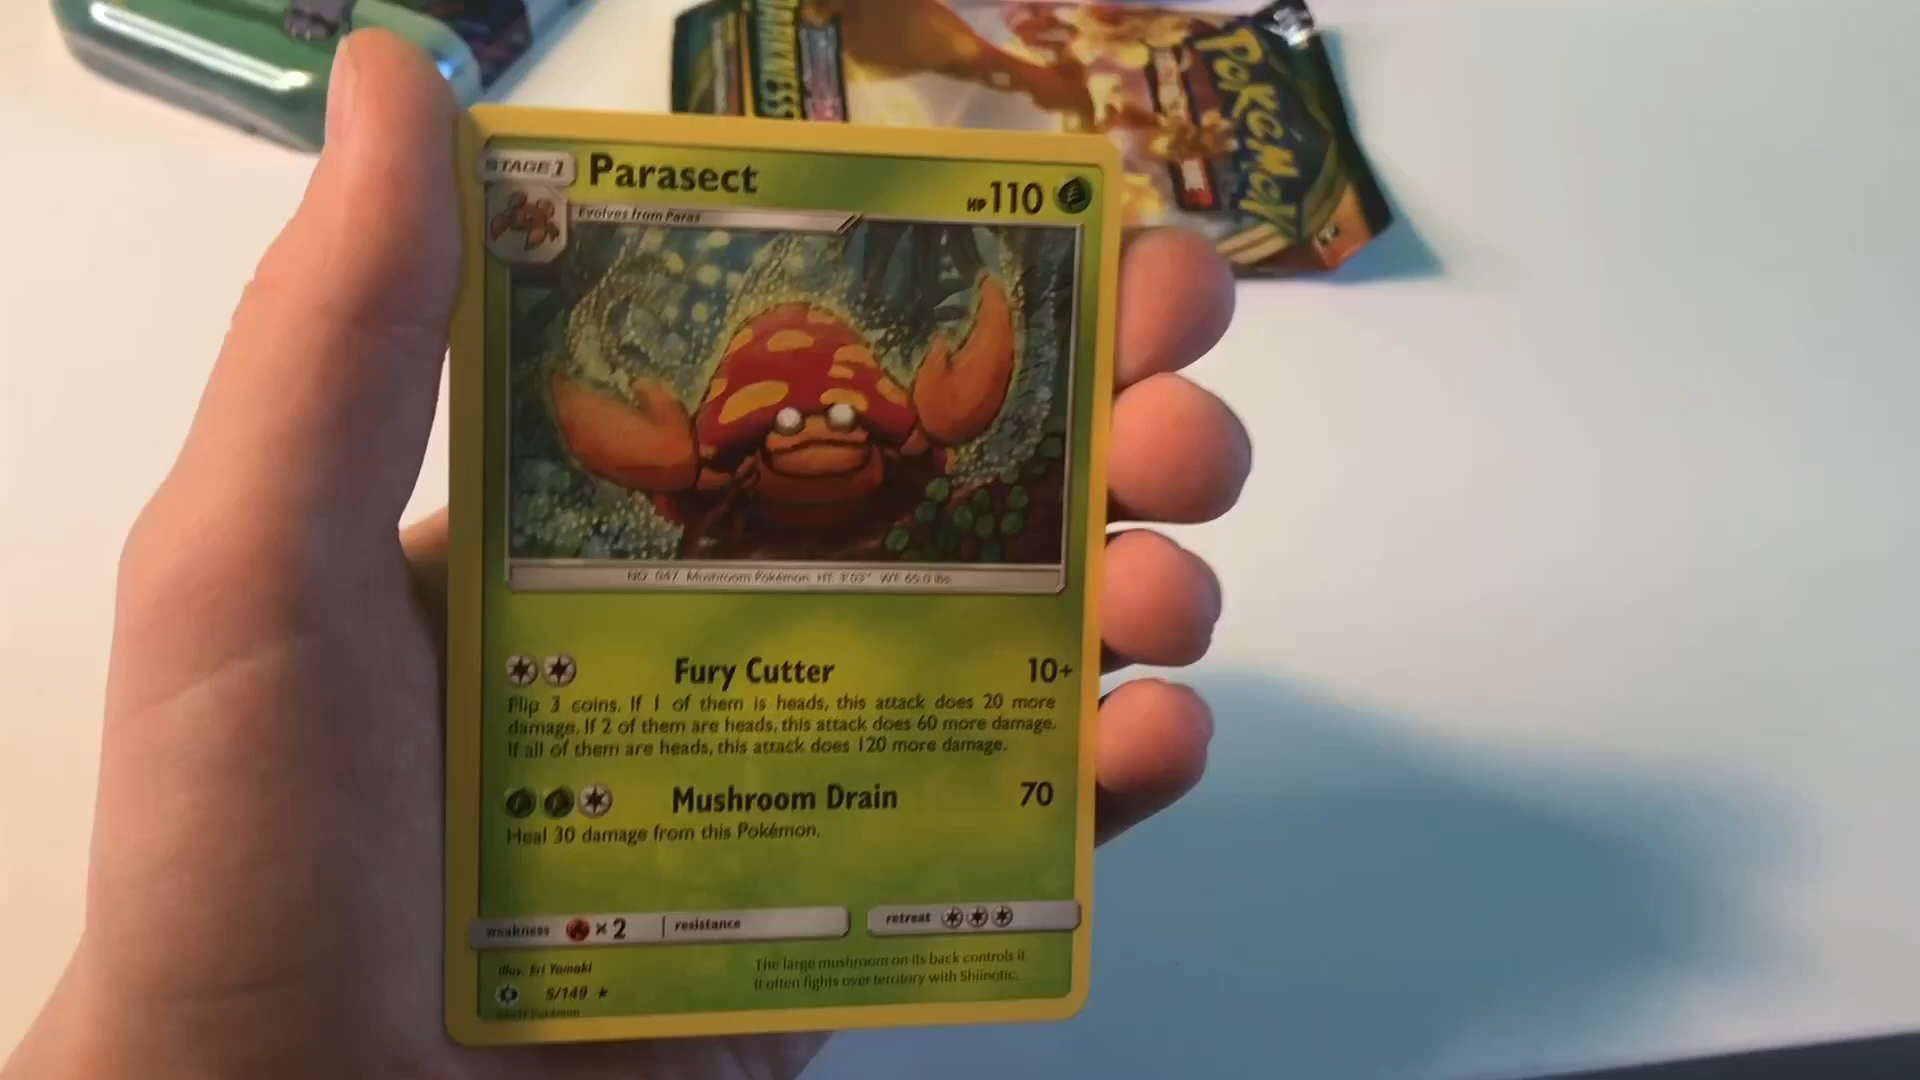 DARKNESS
POKéMON
STAGE 1
Parasect
HP 110
Evolves from Paras
NO. 047 Mushroom Pokémon HT: 3'03" WT: 65.0 lbs
Fury Cutter 10+
Flip 3 coins. If 1 of them is heads, this attack does 20 more
damage. If 2 of them are heads, this attack does 60 more damage.
If all of them are heads, this attack does 120 more damage.
Mushroom Drain 70
Heal 30 damage from this Pokémon.
weakness × 2 resistance retreat
Illus. Eri Yamaki
5/149 ★
The large mushroom on its back controls it.
It often fights over territory with Shiinotic.